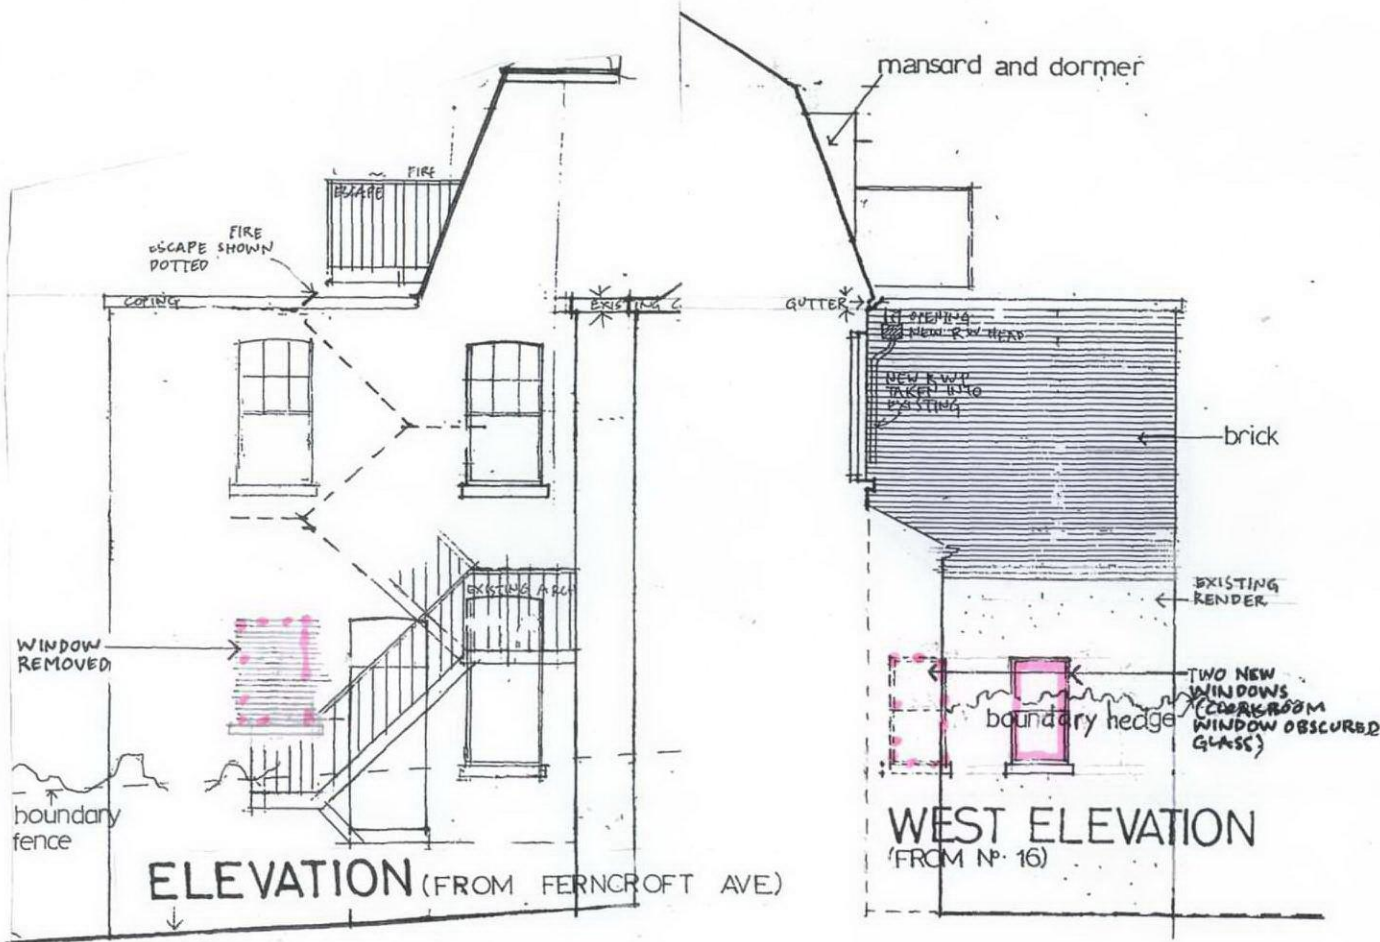 mansard and dormer
FIRE
ESCAPE
FIRE
ESCAPE SHOWN
DOTTED
COPING
EXISTING C
GUTTER
OPENING
NEW R W HEAD
NEW R W P
TAKEN INTO
EXISTING
brick
EXISTING ARCH
EXISTING
RENDER
WINDOW
REMOVED
TWO NEW
WINDOWS
(CLOAKROOM
WINDOW OBSCURED
GLASS)
boundary hedge
boundary
fence
WEST ELEVATION
(FROM Nº 16)
ELEVATION (FROM FERNCROFT AVE)